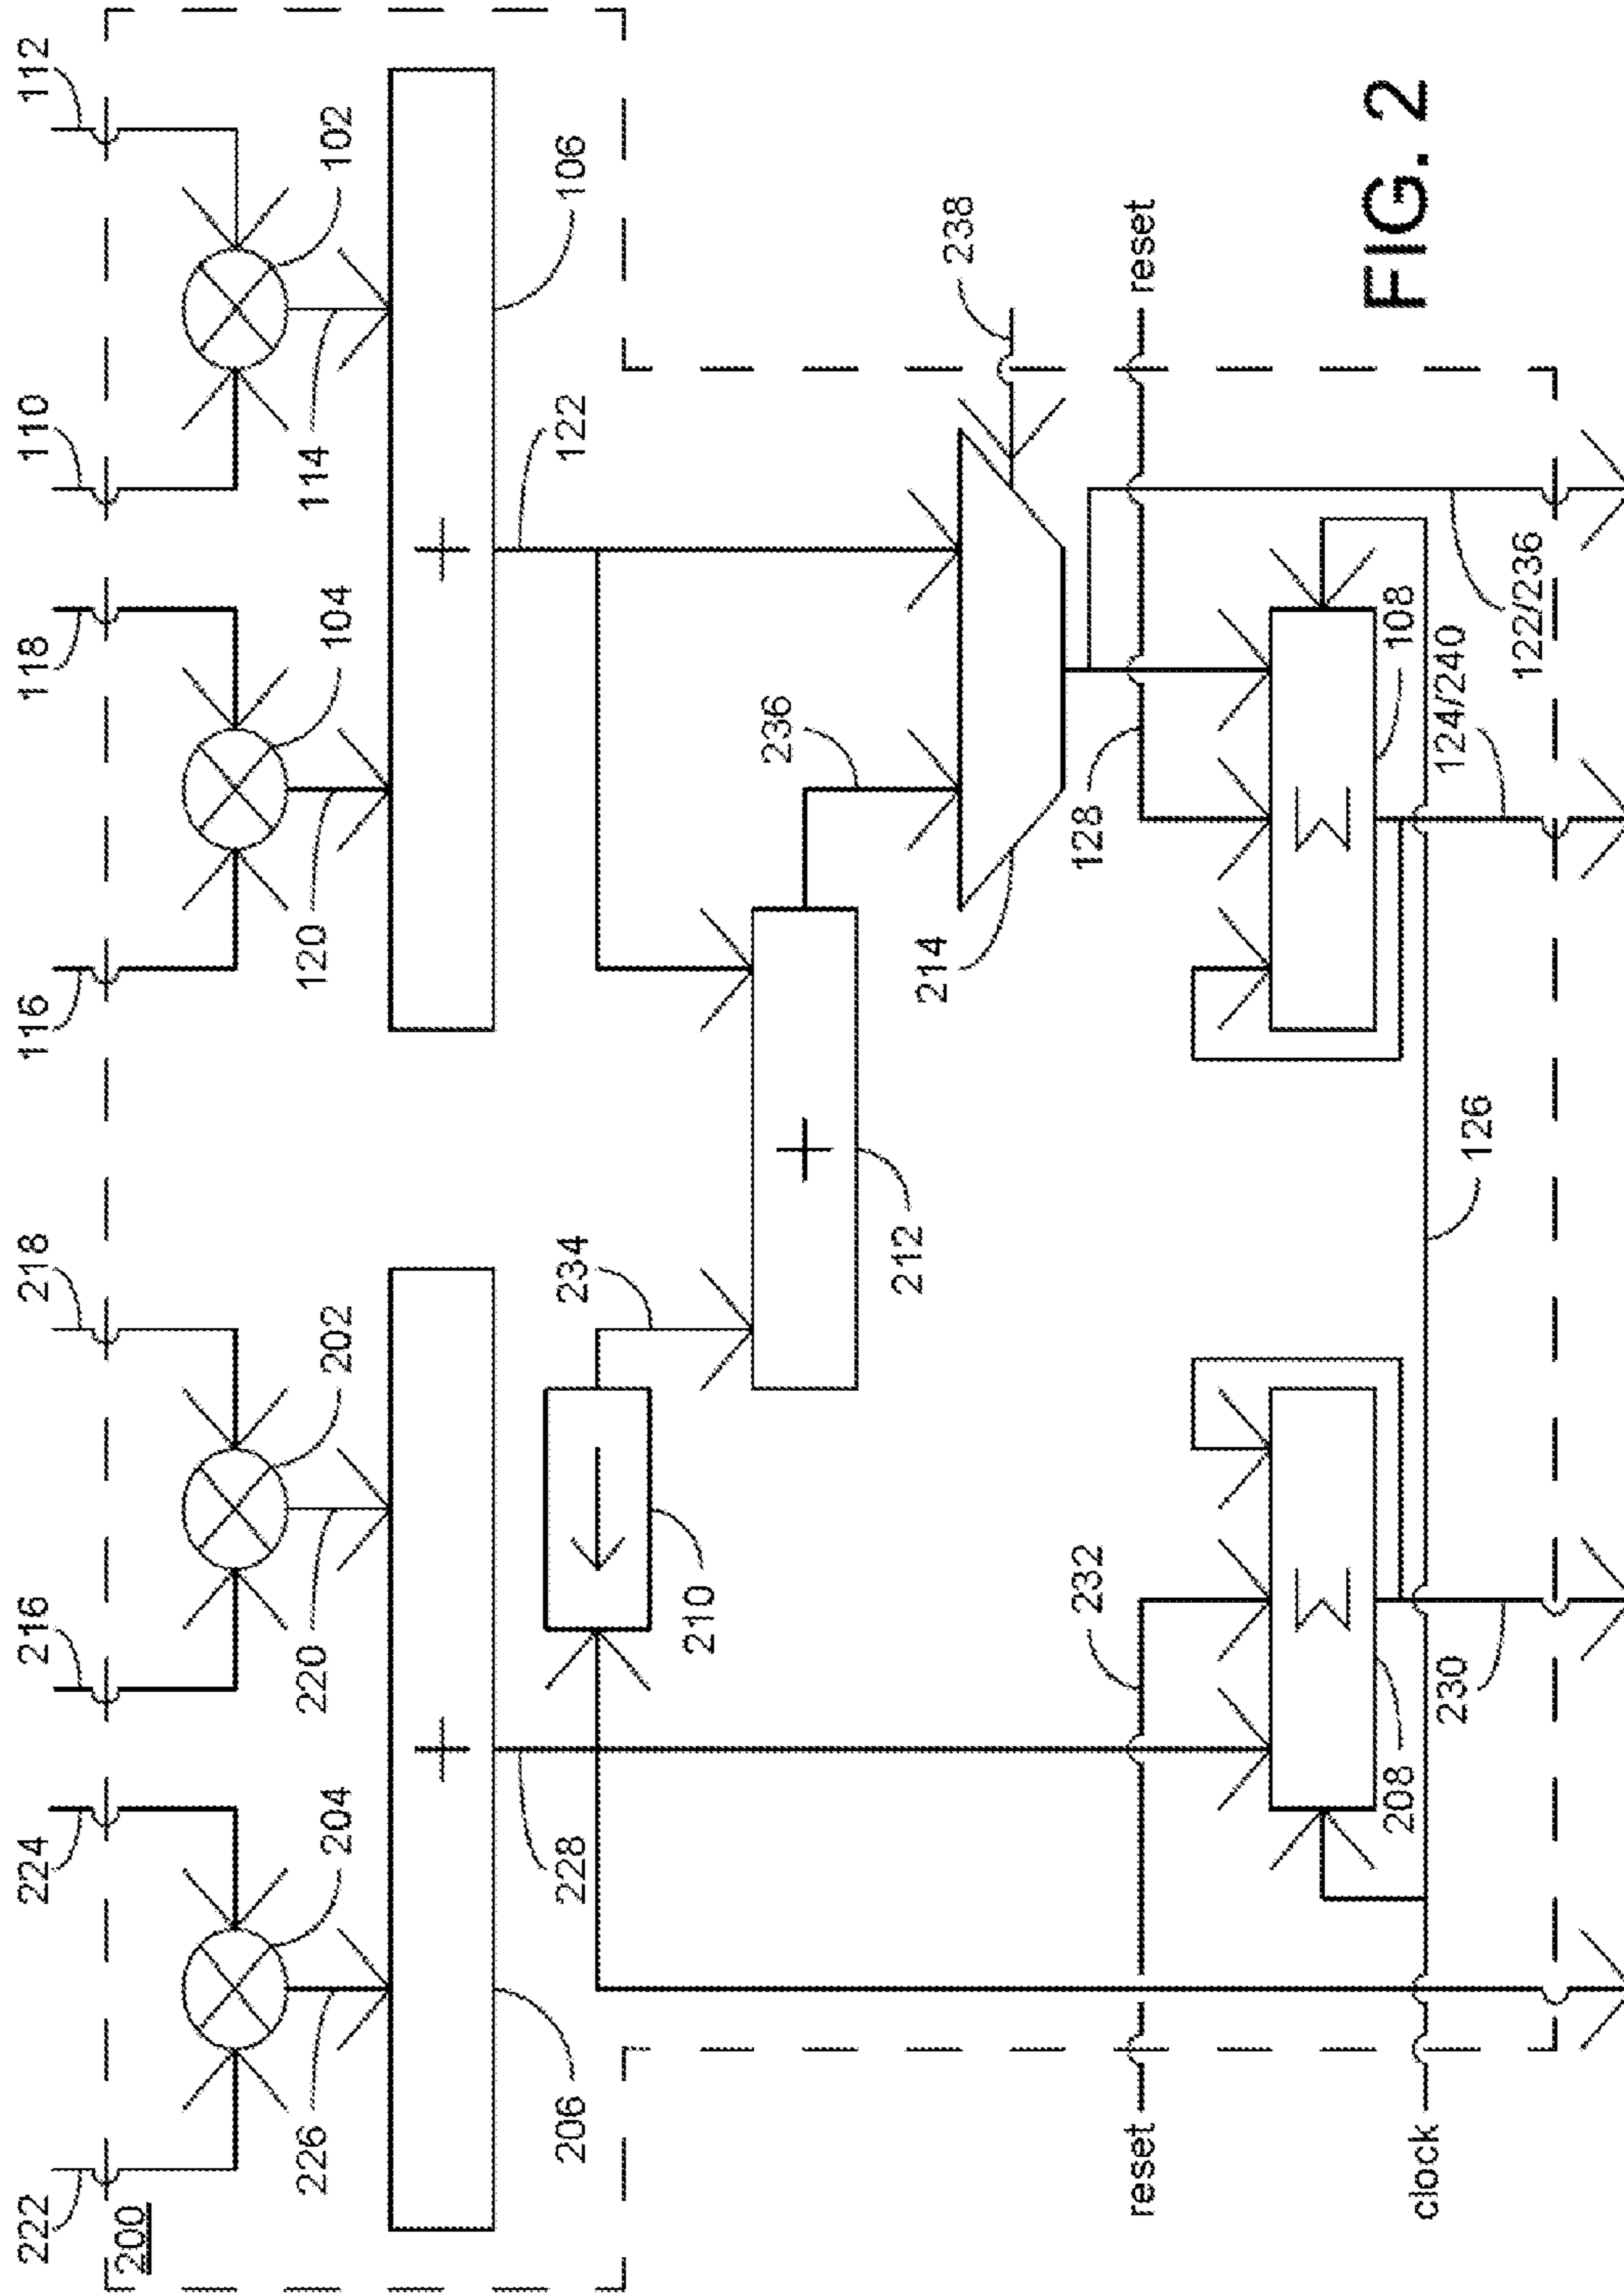 222 224 216 218 116 118 110 112
200
226 204 220 202 120 104 114 102
+ +
206 228 234 122 106
210
236
+
212
214
238
232 128
reset reset
Σ Σ
208 108
FIG. 2
clock
230 124/240
126
122/236